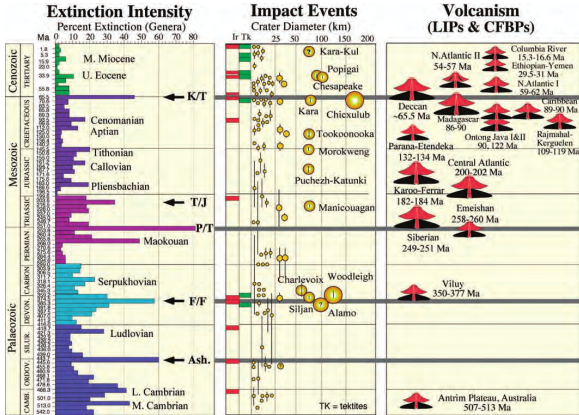 Extinction Intensity
Percent Extinction (Genera)
Ma 0 10 20 30 40 50 60 70 80
Cenozoic
TERTIARY
M. Miocene
U. Eocene
K/T
Mesozoic
CREETACEOUS
Cenomanian
Aptian
JURASSIC
Tithonian
Callovian
Pliensbachian
TRIASSIC
T/J
P/T
Palaeozoic
PERMIAN
Maokouan
CARBON
Serpukhovian
DEVON.
F/F
SILUR.
Ludlovian
ORDOV.
Ash.
CAMB.
L. Cambrian
M. Cambrian
Impact Events
Crater Diameter (km)
Ir Tk 25 50 100 200
Kara-Kul
Popigai
Chesapeake
Kara
Chicxulub
Tookoonooka
Morokweng
Puchezh-Katunki
Manicouagan
Charlevoix
Woodleigh
Siljan
Alamo
TK = tektites
Volcanism
(LIPs & CFBPs)
N.Atlantic II
54-57 Ma
Columbia River
15.3-16.6 Ma
Ethiopian-Yemen
29.5-31 Ma
N.Atlantic I
59-62 Ma
Deccan
~65.5 Ma
Madagascar
86-90
Caribbean
89-90 Ma
Ontong Java I&II
90, 122 Ma
Rajmahal-
Kerguelen
109-119 Ma
Parana-Etendeka
132-134 Ma
Central Atlantic
200-202 Ma
Karoo-Ferrar
182-184 Ma
Emeishan
258-260 Ma
Siberian
249-251 Ma
Viluy
350-377 Ma
Antrim Plateau, Australia
507-513 Ma